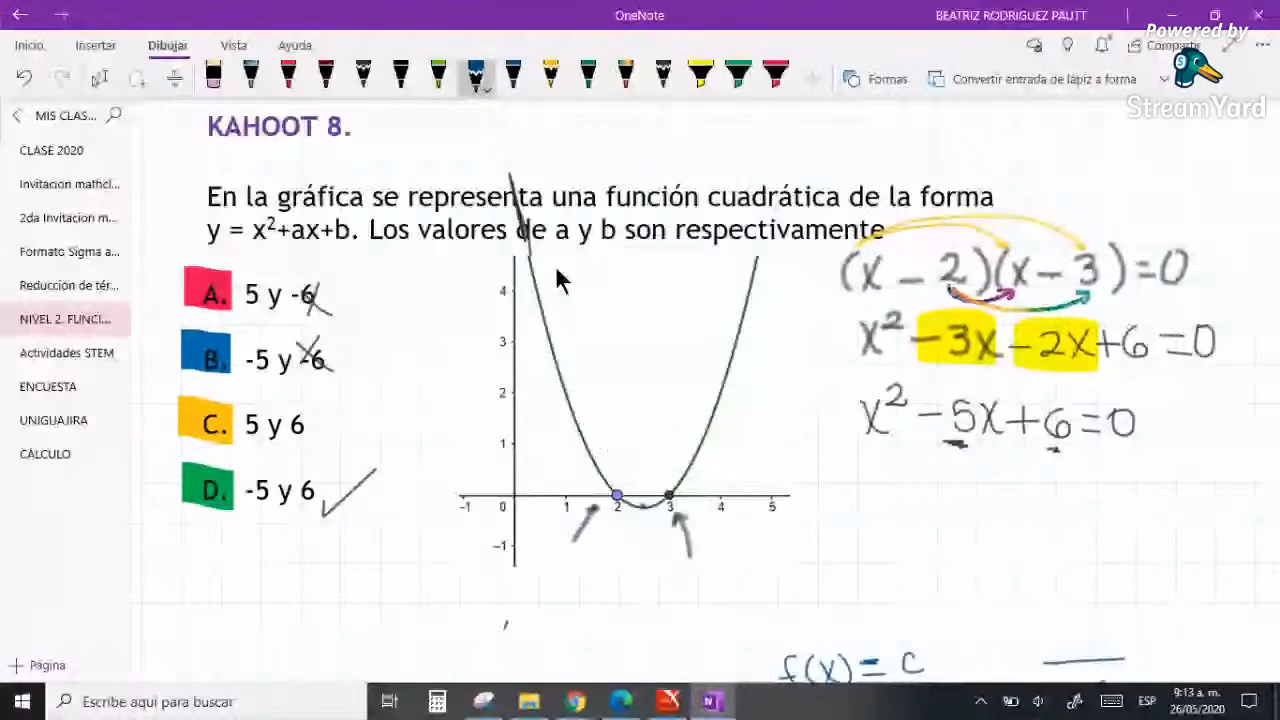 OneNote
BEATRIZ RODRIGUEZ PAUTT
Powered by
Inicio
Insertar
Dibujar
Vista
Ayuda
Compartir
StreamYard
Formas
Convertir entrada de lápiz a forma
MIS CLAS...
CLASE 2020
Invitacion matici...
2da Invitacion m...
Formato Sigma a...
Reducción de tér...
NIVEL 2. FUNCI...
Actividades STEM
ENCUESTA
UNIGUAJIRA
CÁLCULO
Página
KAHOOT 8.
En la gráfica se representa una función cuadrática de la forma
y = x²+ax+b. Los valores de a y b son respectivamente
A. 5 y -6
B. -5 y -6
C. 5 y 6
D. -5 y 6
4
3
2
1
-1 0 1 2 3 4 5
-1
(x - 2)(x - 3) = 0
x² - 3x - 2x + 6 = 0
x² - 5x + 6 = 0
f(x) = c
Escribe aquí para buscar
ESP
9:13 a. m.
26/05/2020